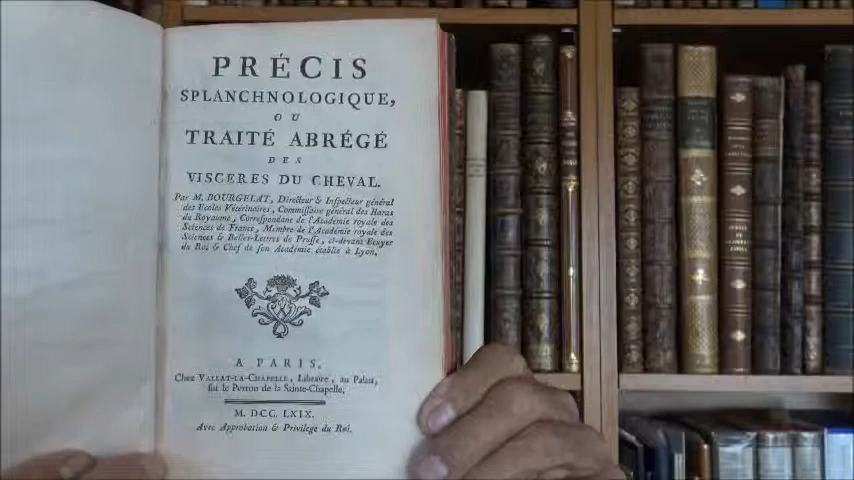 PRÉCIS
SPLANCHNOLOGIQUE,
OU
TRAITÉ ABRÉGÉ
DES
VISCERES DU CHEVAL.
Par M. BOURGELAT, Directeur & Inspecteur général
des Ecoles Vétérinaires, Commissaire général des Haras
du Royaume, Correspondant de l'Académie royale des
Sciences de France, Membre de l'Académie royale des
Sciences & Belles-Lettres de Prusse, ci-devant Ecuyer
du Roi & Chef de son Académie établie à Lyon.
A PARIS,
Chez VALLAT-LA-CHAPELLE, Libraire, au Palais,
sur le Perron de la Sainte-Chapelle.
M. DCC. LXIX.
Avec Approbation & Privilege du Roi.